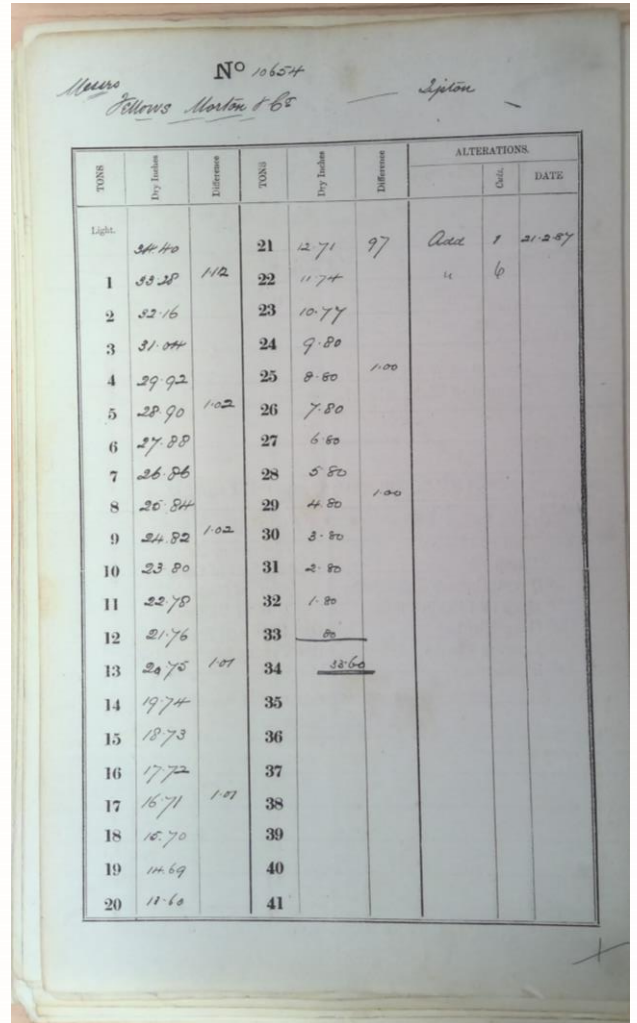 No 10654
Messrs
Fellows Morton & Co — Tipton
TONS Dry Inches Difference TONS Dry Inches Difference ALTERATIONS.
Cwts. DATE
Light.
34.40 21 12.71 97 Add 21-2-87
1 33.28 1.12 22 11.74 " 6
2 32.16 23 10.77
3 31.04 24 9.80
4 29.92 25 8.80 1.00
5 28.90 1.02 26 7.80
6 27.88 27 6.80
7 26.86 28 5.80
8 25.84 29 4.80 1.00
9 24.82 1.02 30 3.80
10 23.80 31 2.80
11 22.78 32 1.80
12 21.76 33 80
13 20.75 1.01 34 33.60
14 19.74 35
15 18.73 36
16 17.72 37
17 16.71 1.01 38
18 15.70 39
19 14.69 40
20 13.60 41